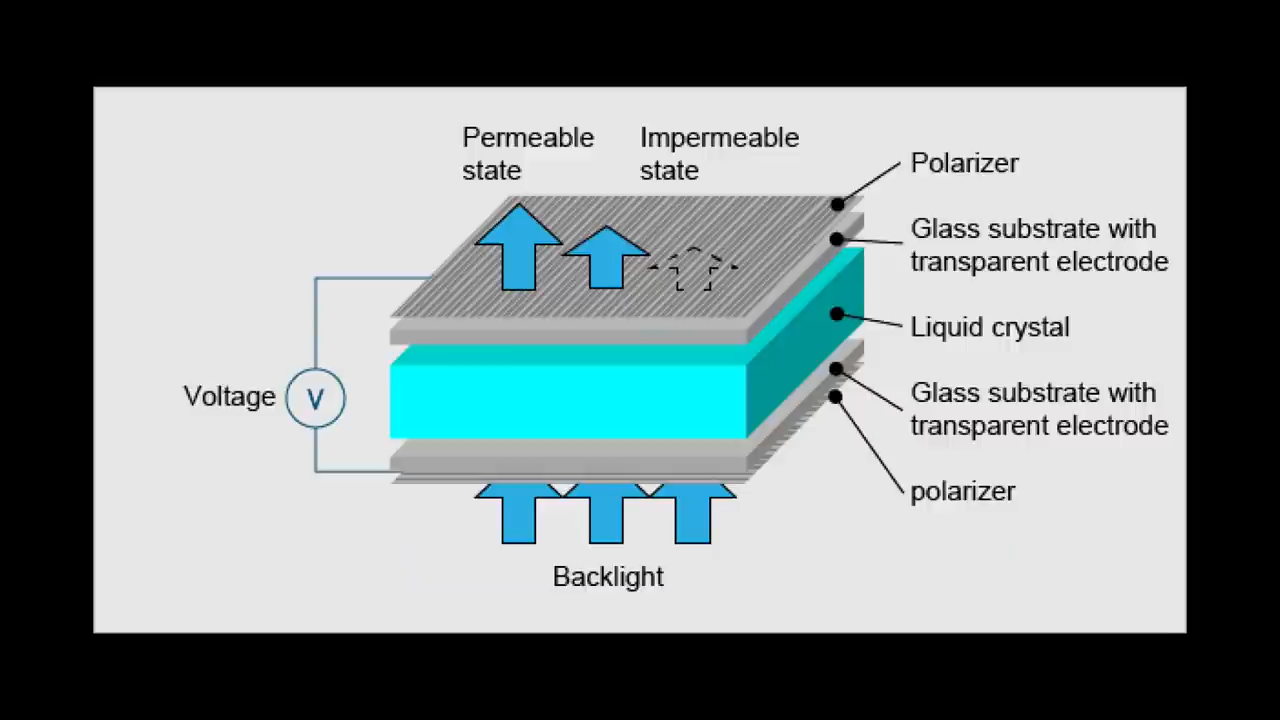 Permeable
state
Impermeable
state
Polarizer
Glass substrate with
transparent electrode
Liquid crystal
Voltage
V
Glass substrate with
transparent electrode
polarizer
Backlight